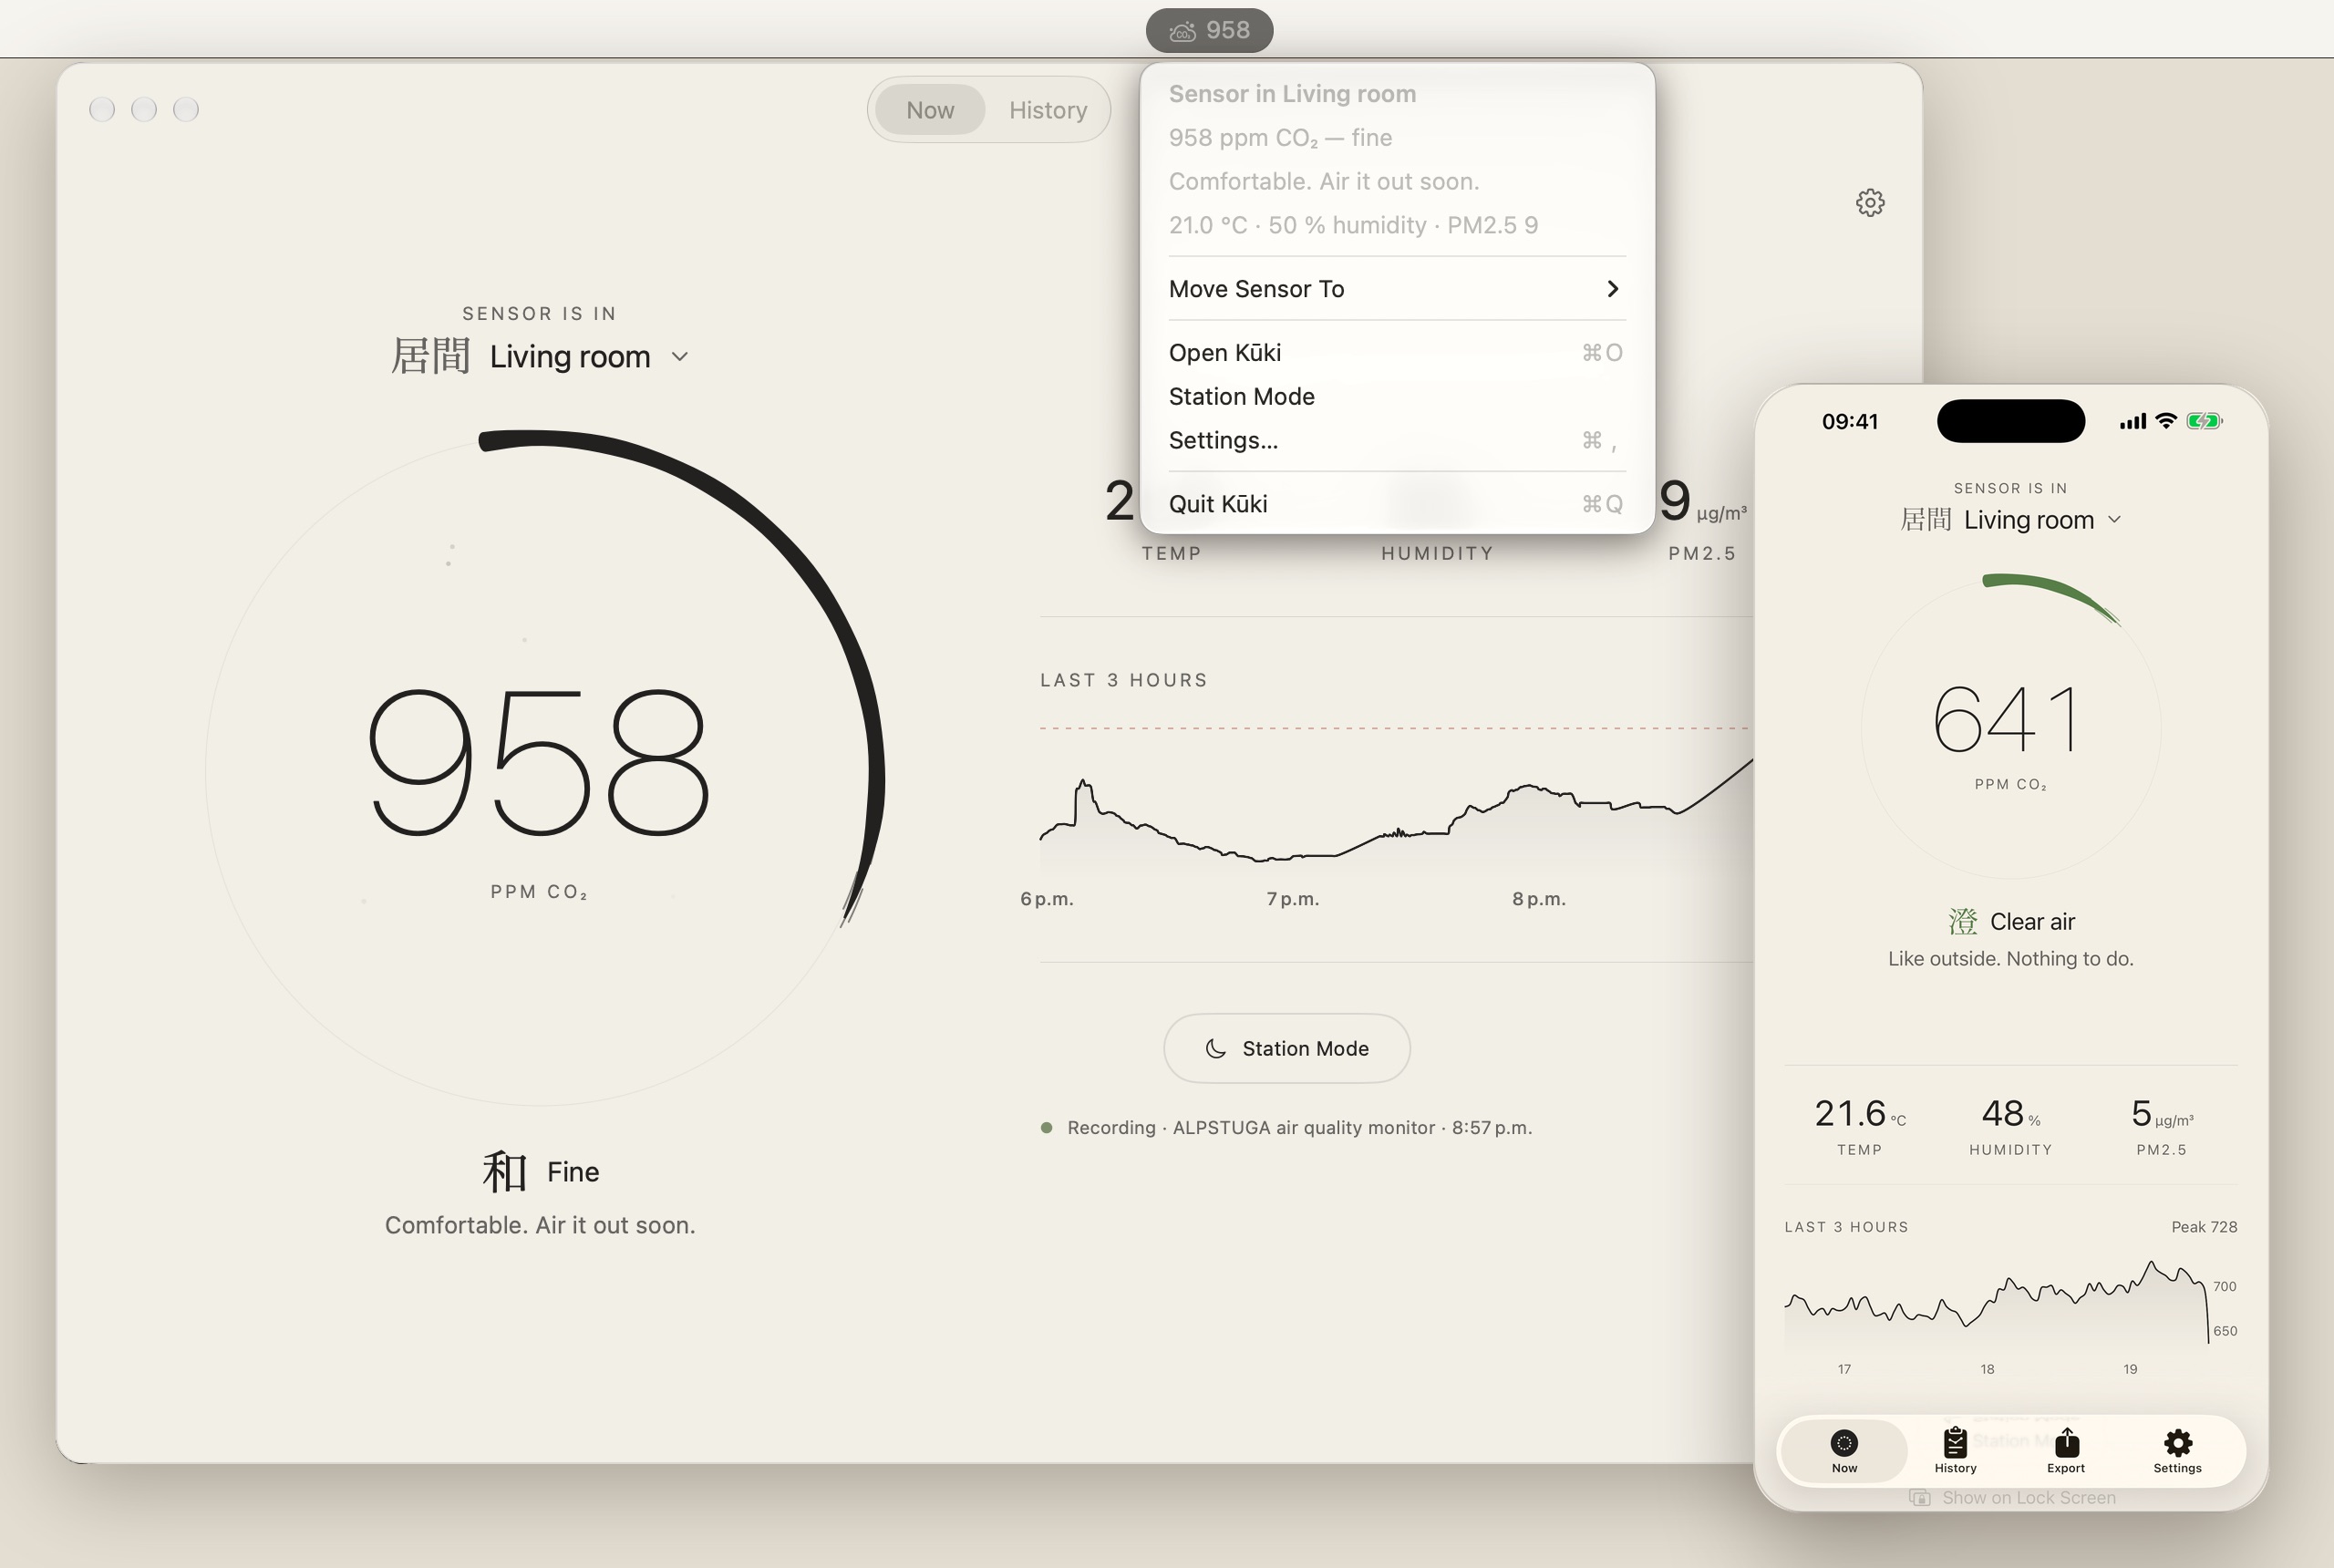 958
Now History
Sensor in Living room
958 ppm CO₂ — fine
Comfortable. Air it out soon.
21.0 °C · 50 % humidity · PM2.5 9
Move Sensor To
Open Kūki ⌘O
Station Mode
Settings... ⌘ ,
Quit Kūki ⌘Q
SENSOR IS IN
居間 Living room
958
PPM CO₂
和 Fine
Comfortable. Air it out soon.
2 9 µg/m³
TEMP HUMIDITY PM2.5
LAST 3 HOURS
6 p.m. 7 p.m. 8 p.m.
Station Mode
Recording · ALPSTUGA air quality monitor · 8:57 p.m.
09:41
SENSOR IS IN
居間 Living room
641
PPM CO₂
澄 Clear air
Like outside. Nothing to do.
21.6 °C 48 % 5 µg/m³
TEMP HUMIDITY PM2.5
LAST 3 HOURS Peak 728
700
650
17 18 19
Now History Export Settings
Show on Lock Screen